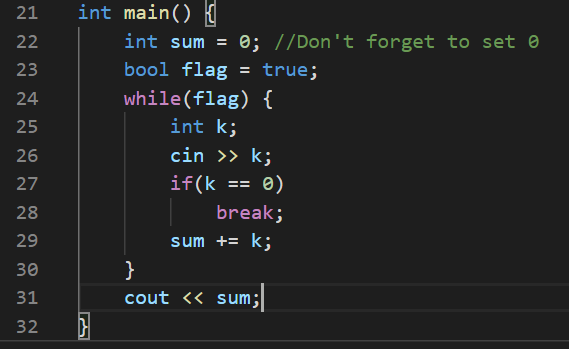 21 int main() {
22     int sum = 0; //Don't forget to set 0
23     bool flag = true;
24     while(flag) {
25         int k;
26         cin >> k;
27         if(k == 0)
28             break;
29         sum += k;
30     }
31     cout << sum;
32 }